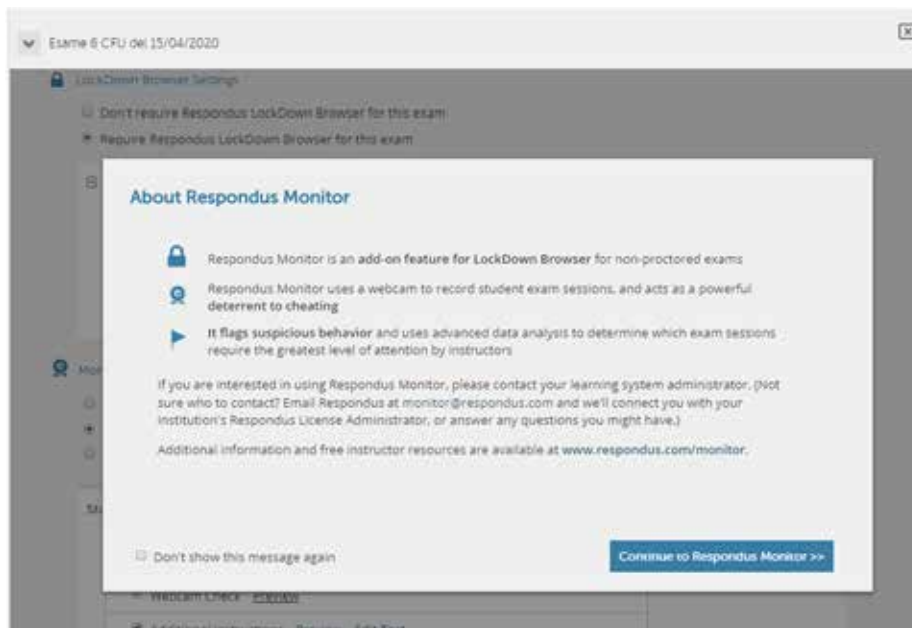 Esame 6 CFU del 15/04/2020
LockDown Browser Settings
Don't require Respondus LockDown Browser for this exam
Require Respondus LockDown Browser for this exam
About Respondus Monitor
Respondus Monitor is an add-on feature for LockDown Browser for non-proctored exams
Respondus Monitor uses a webcam to record student exam sessions, and acts as a powerful
deterrent to cheating
It flags suspicious behavior and uses advanced data analysis to determine which exam sessions
require the greatest level of attention by instructors
If you are interested in using Respondus Monitor, please contact your learning system administrator. (Not
sure who to contact? Email Respondus at monitor@respondus.com and we'll connect you with your
institution's Respondus License Administrator, or answer any questions you might have.)
Additional information and free instructor resources are available at www.respondus.com/monitor.
Don't show this message again
Continue to Respondus Monitor >>
Webcam Check Preview